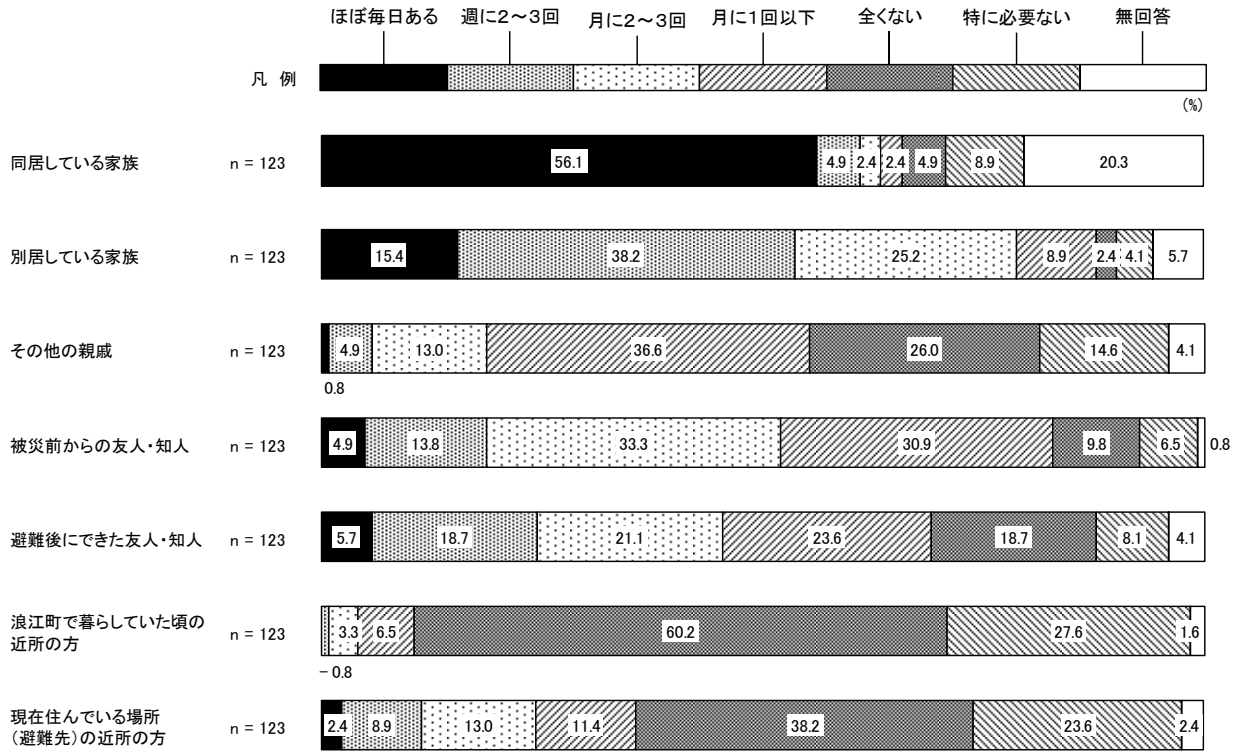 ほぼ毎日ある 週に２～３回 月に２～３回 月に１回以下 全くない 特に必要ない 無回答
凡 例
(%)
同居している家族 n = 123 56.1 4.9 2.4 2.4 4.9 8.9 20.3
別居している家族 n = 123 15.4 38.2 25.2 8.9 2.4 4.1 5.7
その他の親戚 n = 123 4.9 13.0 36.6 26.0 14.6 4.1
0.8
被災前からの友人・知人 n = 123 4.9 13.8 33.3 30.9 9.8 6.5 0.8
避難後にできた友人・知人 n = 123 5.7 18.7 21.1 23.6 18.7 8.1 4.1
浪江町で暮らしていた頃の
近所の方 n = 123 3.3 6.5 60.2 27.6 1.6
－ 0.8
現在住んでいる場所
（避難先）の近所の方 n = 123 2.4 8.9 13.0 11.4 38.2 23.6 2.4